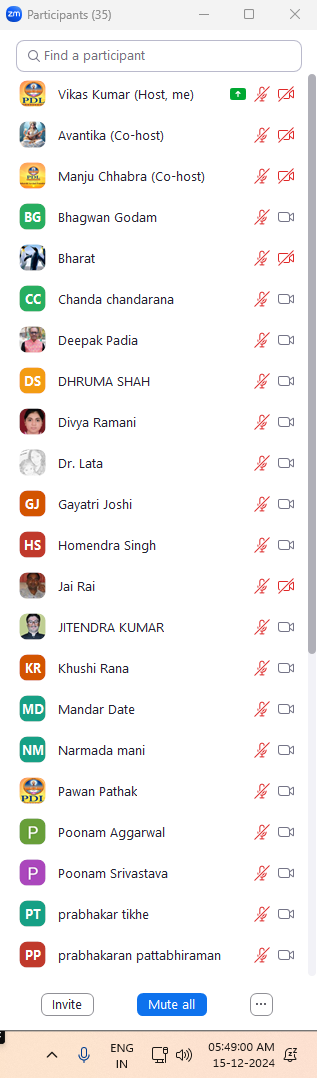 zm Participants (35)
Find a participant
PDL Vikas Kumar (Host, me)
Avantika (Co-host)
PDL Manju Chhabra (Co-host)
BG Bhagwan Godam
Bharat
CC Chanda chandarana
Deepak Padia
DS DHRUMA SHAH
Divya Ramani
Dr. Lata
GJ Gayatri Joshi
HS Homendra Singh
Jai Rai
JITENDRA KUMAR
KR Khushi Rana
MD Mandar Date
NM Narmada mani
PDL Pawan Pathak
P Poonam Aggarwal
P Poonam Srivastava
PT prabhakar tikhe
PP prabhakaran pattabhiraman
Invite Mute all ...
ENG 05:49:00 AM
IN 15-12-2024